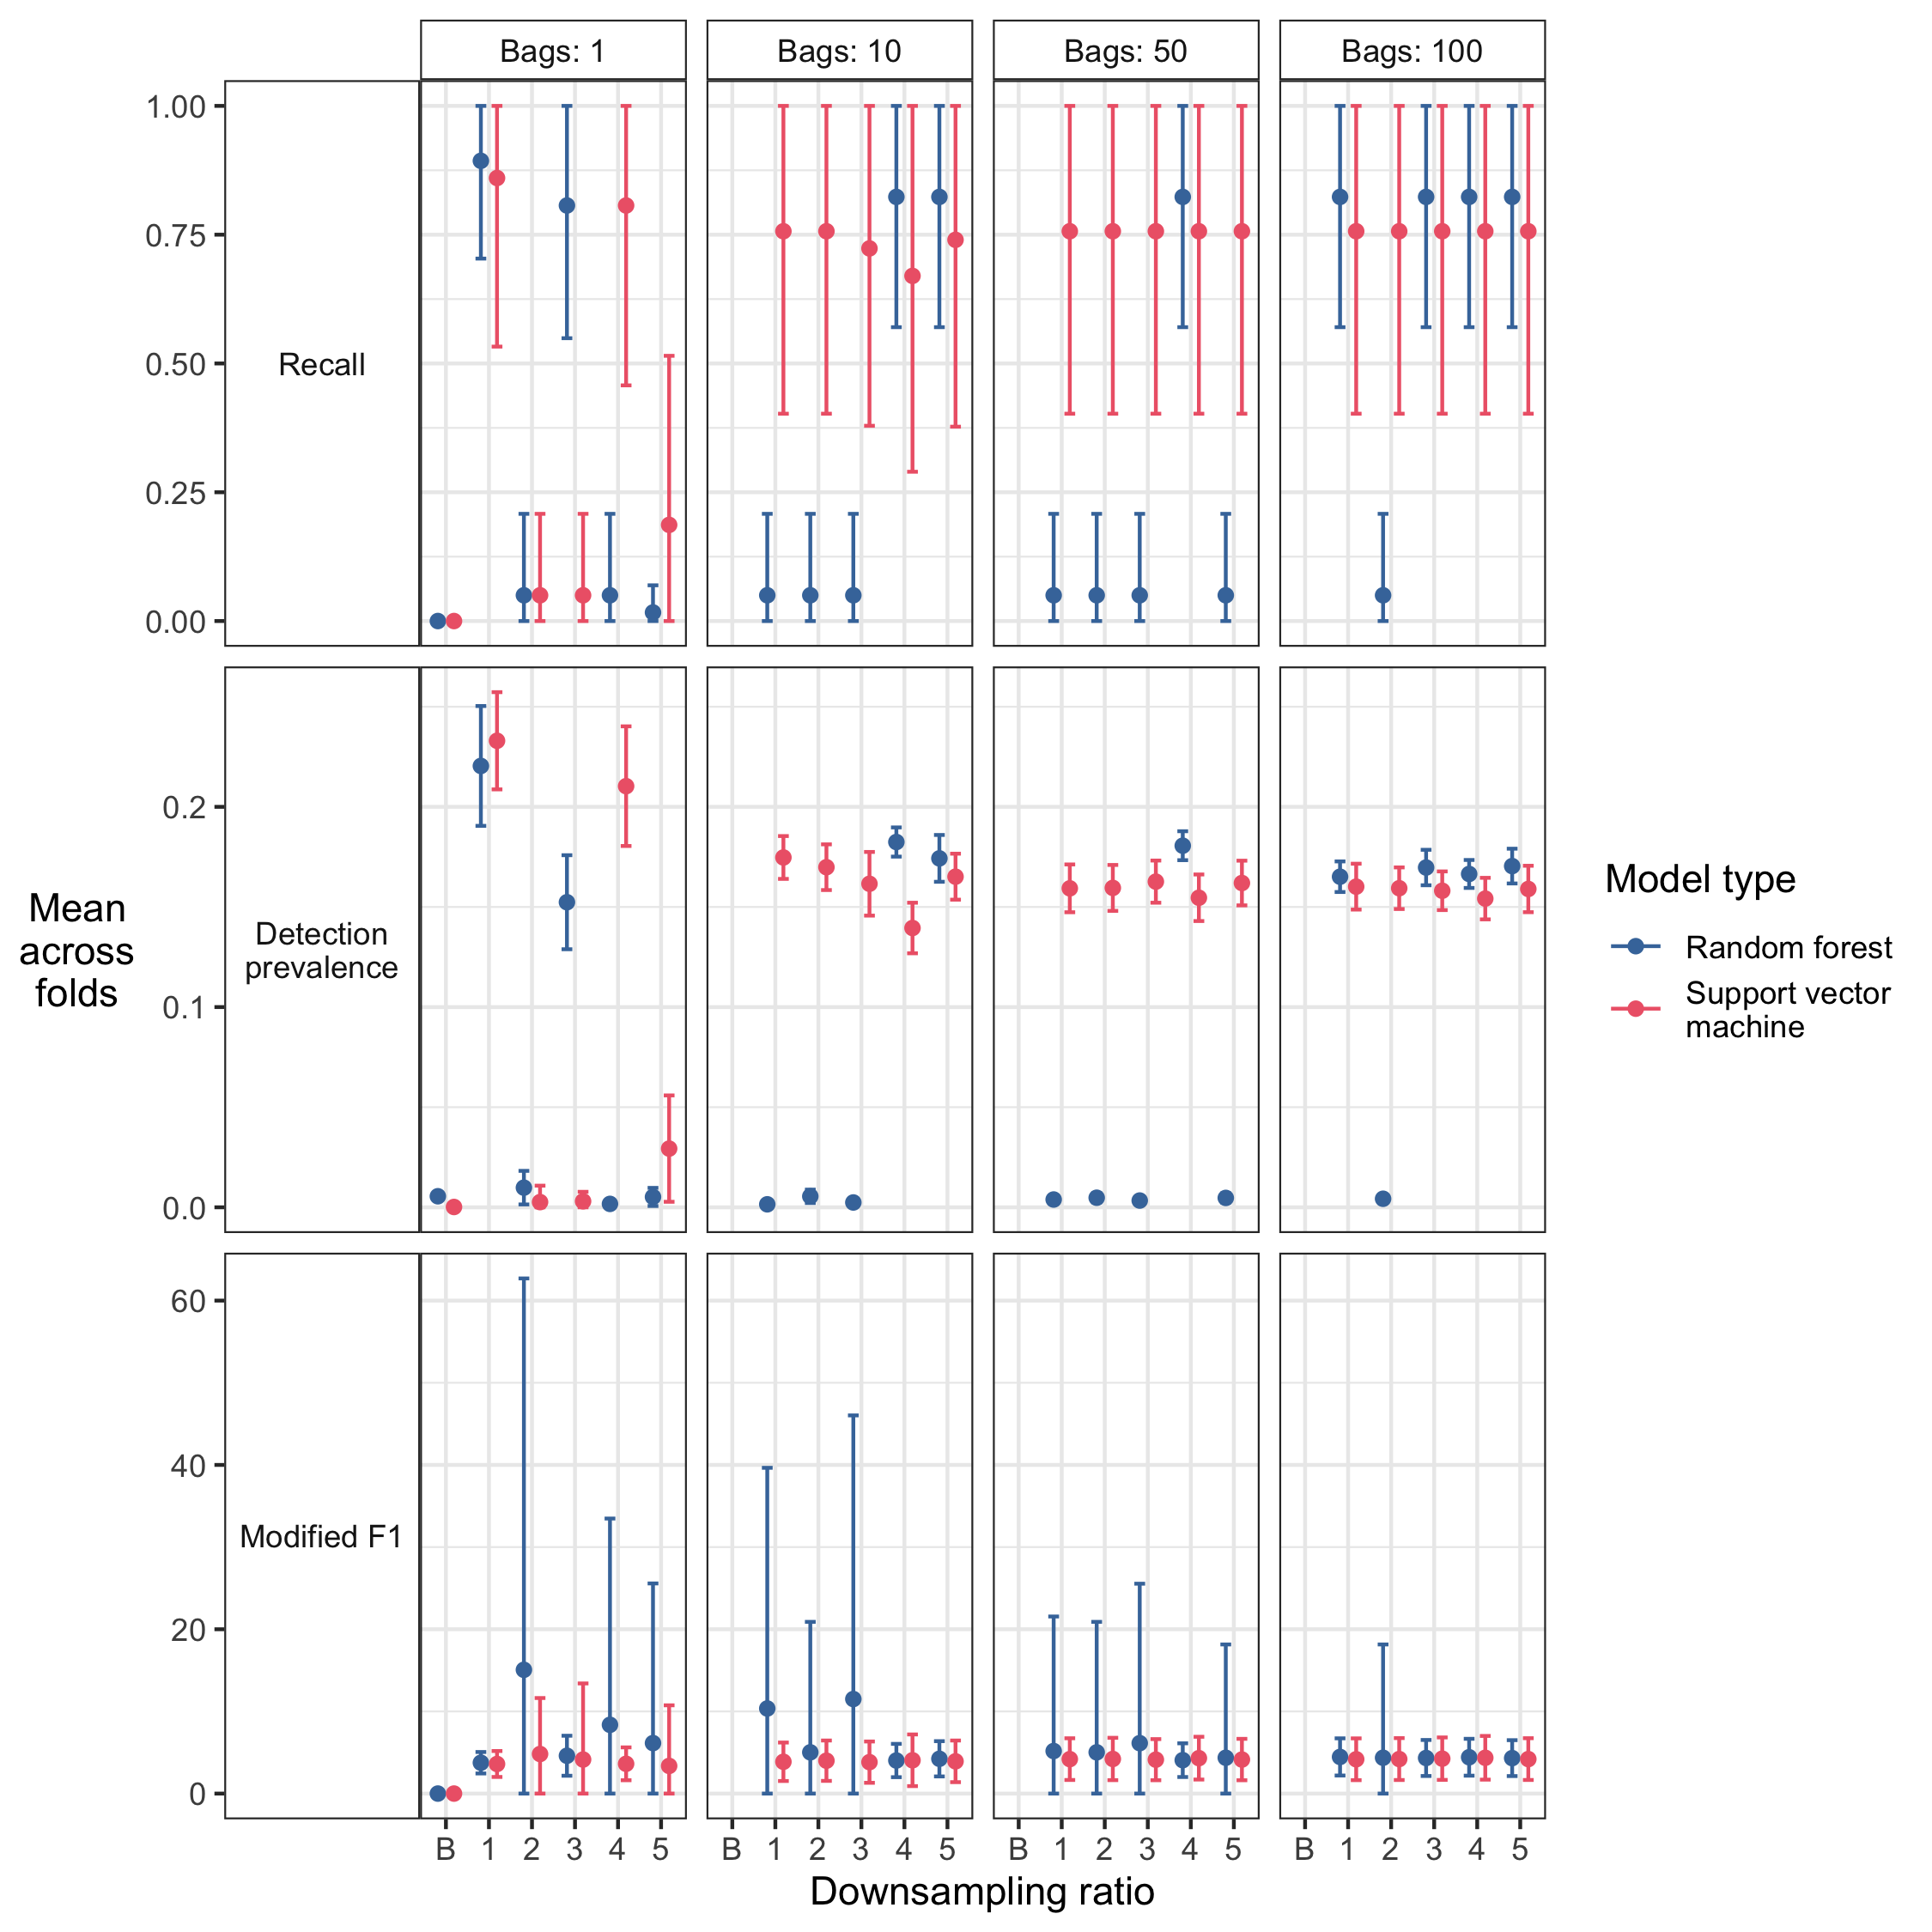 Bags: 1
Bags: 10
Bags: 50
Bags: 100
1.00
0.75
0.50
0.25
0.00
Recall
0.2
0.1
0.0
Detection
prevalence
60
40
20
0
Modified F1
Mean
across
folds
B 1 2 3 4 5
B 1 2 3 4 5
B 1 2 3 4 5
B 1 2 3 4 5
Downsampling ratio
Model type
Random forest
Support vector
machine